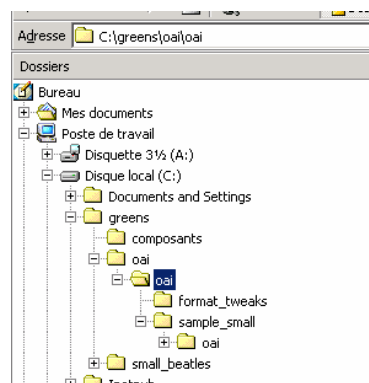 Adresse C:\greens\oai\oai
Dossiers
Bureau
Mes documents
Poste de travail
Disquette 3½ (A:)
Disque local (C:)
Documents and Settings
greens
composants
oai
oai
format_tweaks
sample_small
oai
small_beatles